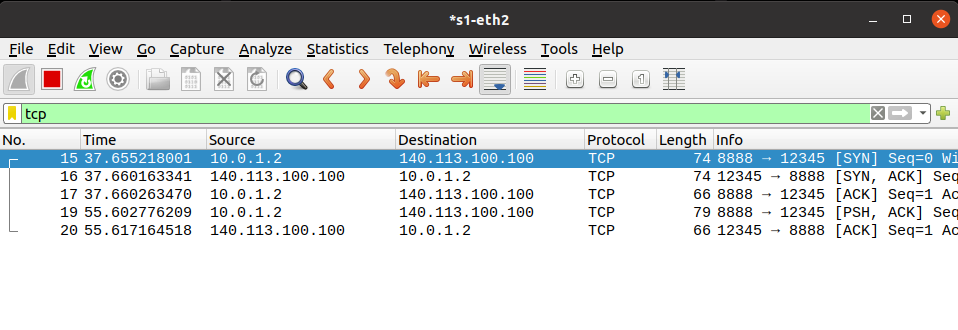 *s1-eth2
File Edit View Go Capture Analyze Statistics Telephony Wireless Tools Help
tcp
No. Time Source Destination Protocol Length Info
15 37.655218001 10.0.1.2 140.113.100.100 TCP 74 8888 → 12345 [SYN] Seq=0 Wi
16 37.660163341 140.113.100.100 10.0.1.2 TCP 74 12345 → 8888 [SYN, ACK] Seq
17 37.660263470 10.0.1.2 140.113.100.100 TCP 66 8888 → 12345 [ACK] Seq=1 Ac
19 55.602776209 10.0.1.2 140.113.100.100 TCP 79 8888 → 12345 [PSH, ACK] Seq
20 55.617164518 140.113.100.100 10.0.1.2 TCP 66 12345 → 8888 [ACK] Seq=1 Ac